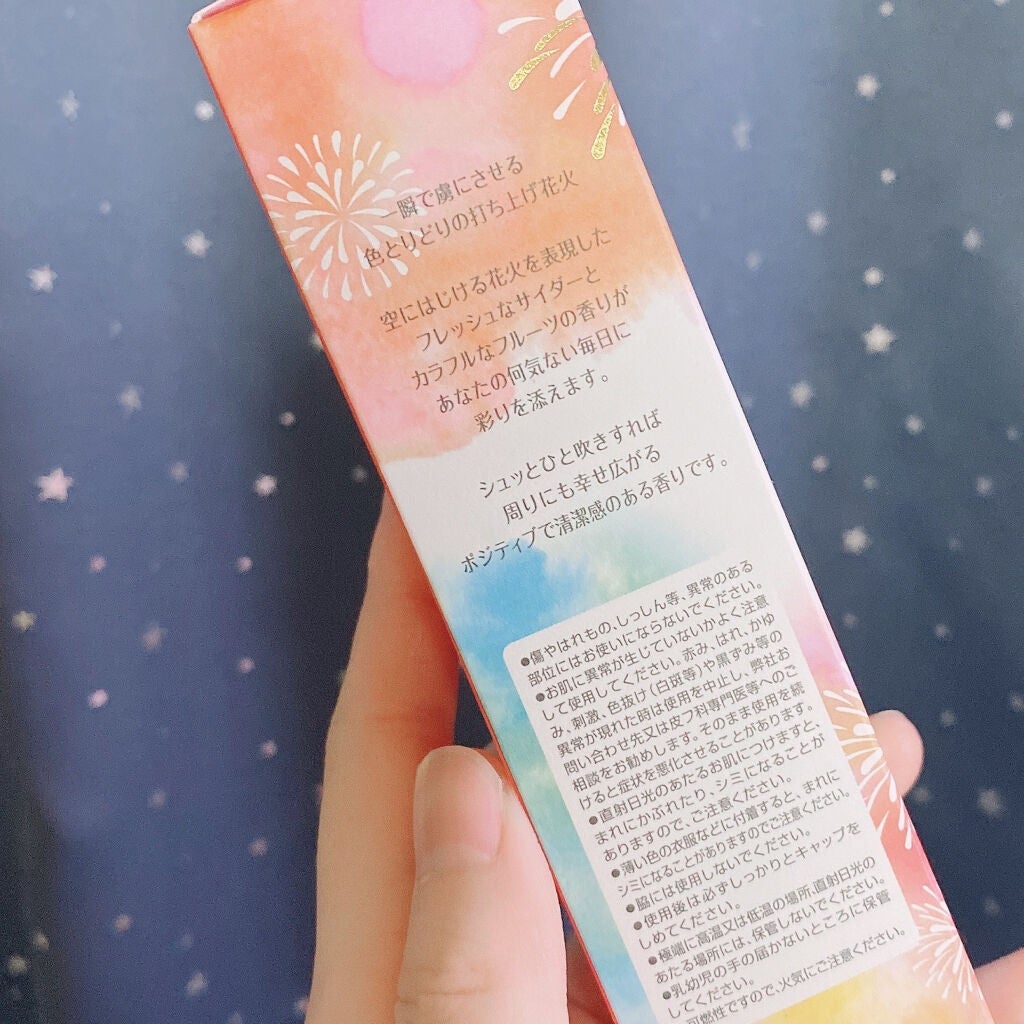 一瞬で虜にさせる
色とりどりの打ち上げ花火
空にはじける花火を表現した
フレッシュなサイダーと
カラフルなフルーツの香りが
あなたの何気ない毎日に
彩りを添えます。
シュッとひと吹きすれば
周りにも幸せ広がる
ポジティブで清潔感のある香りです。
●傷やはれもの、しっしん等、異常のある
部位にはお使いにならないでください。
●お肌に異常が生じていないかよく注意
して使用してください。赤み、はれ、かゆ
み、刺激、色抜け(白斑等)や黒ずみ等の
異常が現れた時は使用を中止し、弊社お
問い合わせ先又は皮フ科専門医等へのご
相談をお勧めします。そのまま使用を続
けると症状を悪化させることがあります。
●直射日光のあたるお肌につけますと、
まれにかぶれたり、シミになることが
ありますので、ご注意ください。
●薄い色の衣服などに付着すると、まれに
シミになることがありますのでご注意ください。
●脇には使用しないでください。
●使用後は必ずしっかりとキャップを
しめてください。
●極端に高温又は低温の場所、直射日光の
あたる場所には、保管しないでください。
●乳幼児の手の届かないところに保管
してください。
可燃性ですので、火気にご注意ください。